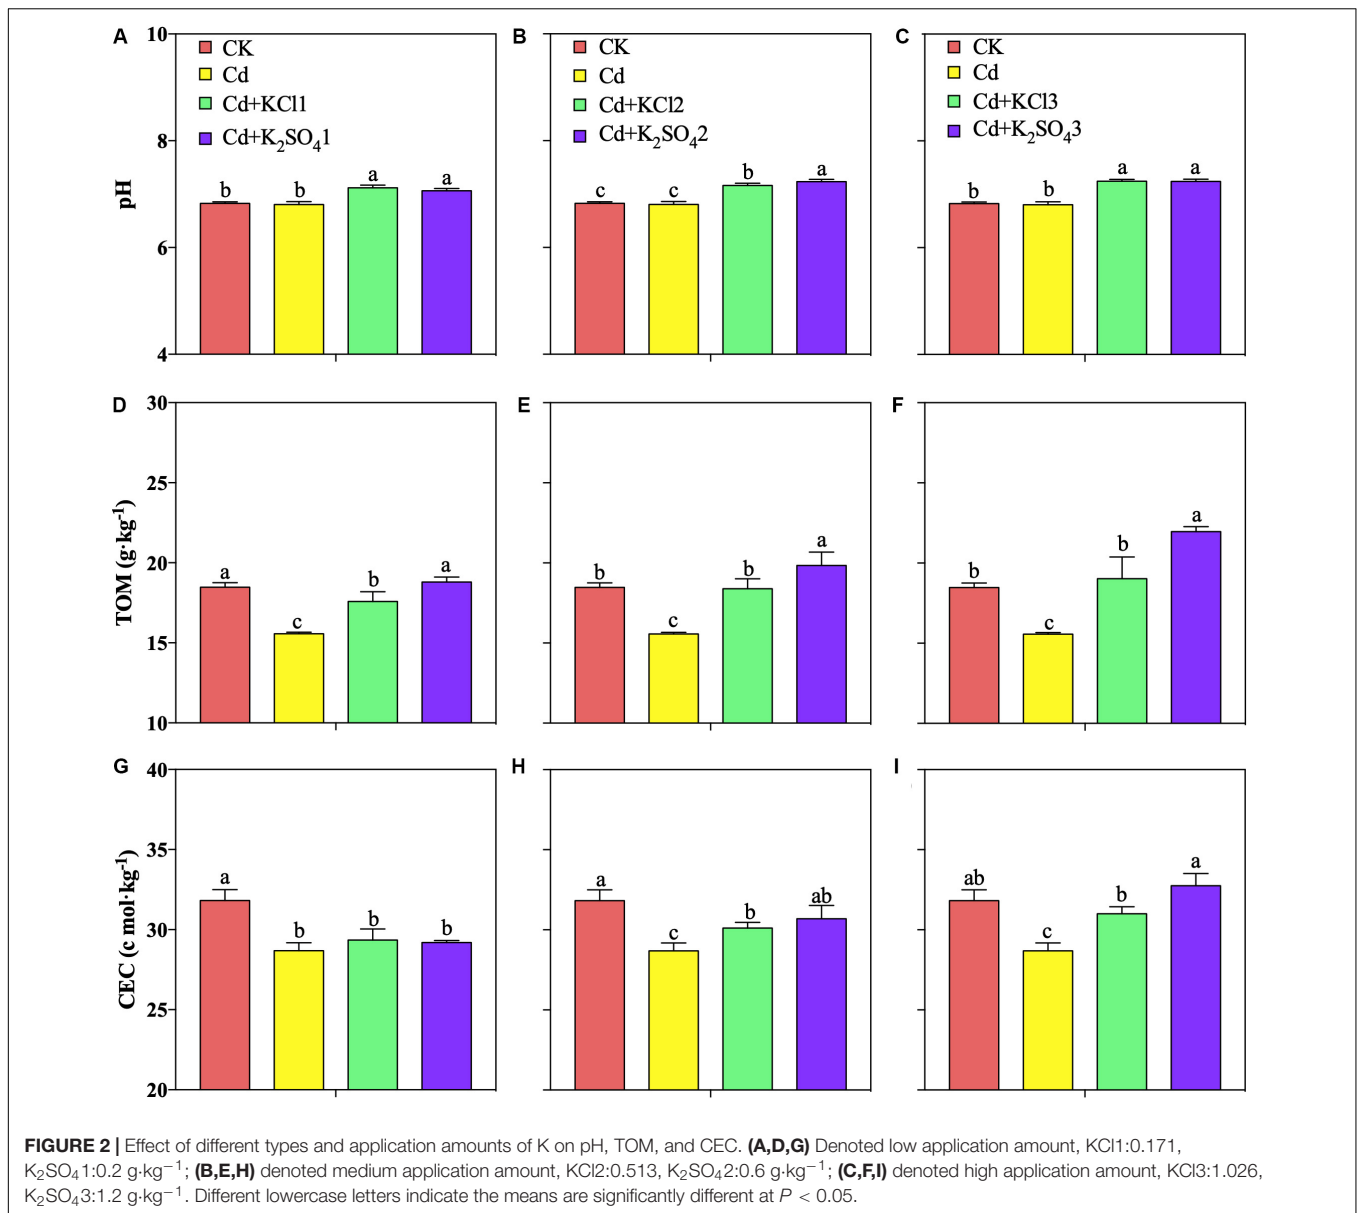 A
10
8
6
4
pH
CK
Cd
Cd+KCl1
Cd+K₂SO₄1
b
b
a
a
B
CK
Cd
Cd+KCl2
Cd+K₂SO₄2
c
c
b
a
C
CK
Cd
Cd+KCl3
Cd+K₂SO₄3
b
b
a
a
D
30
25
20
15
10
TOM (g·kg⁻¹)
a
c
b
a
E
b
c
b
a
F
b
c
b
a
G
40
35
30
25
20
CEC (c mol·kg⁻¹)
a
b
b
b
H
a
c
b
ab
I
ab
c
b
a
FIGURE 2 | Effect of different types and application amounts of K on pH, TOM, and CEC. (A,D,G) Denoted low application amount, KCl1:0.171,
K₂SO₄1:0.2 g·kg⁻¹; (B,E,H) denoted medium application amount, KCl2:0.513, K₂SO₄2:0.6 g·kg⁻¹; (C,F,I) denoted high application amount, KCl3:1.026,
K₂SO₄3:1.2 g·kg⁻¹. Different lowercase letters indicate the means are significantly different at P < 0.05.